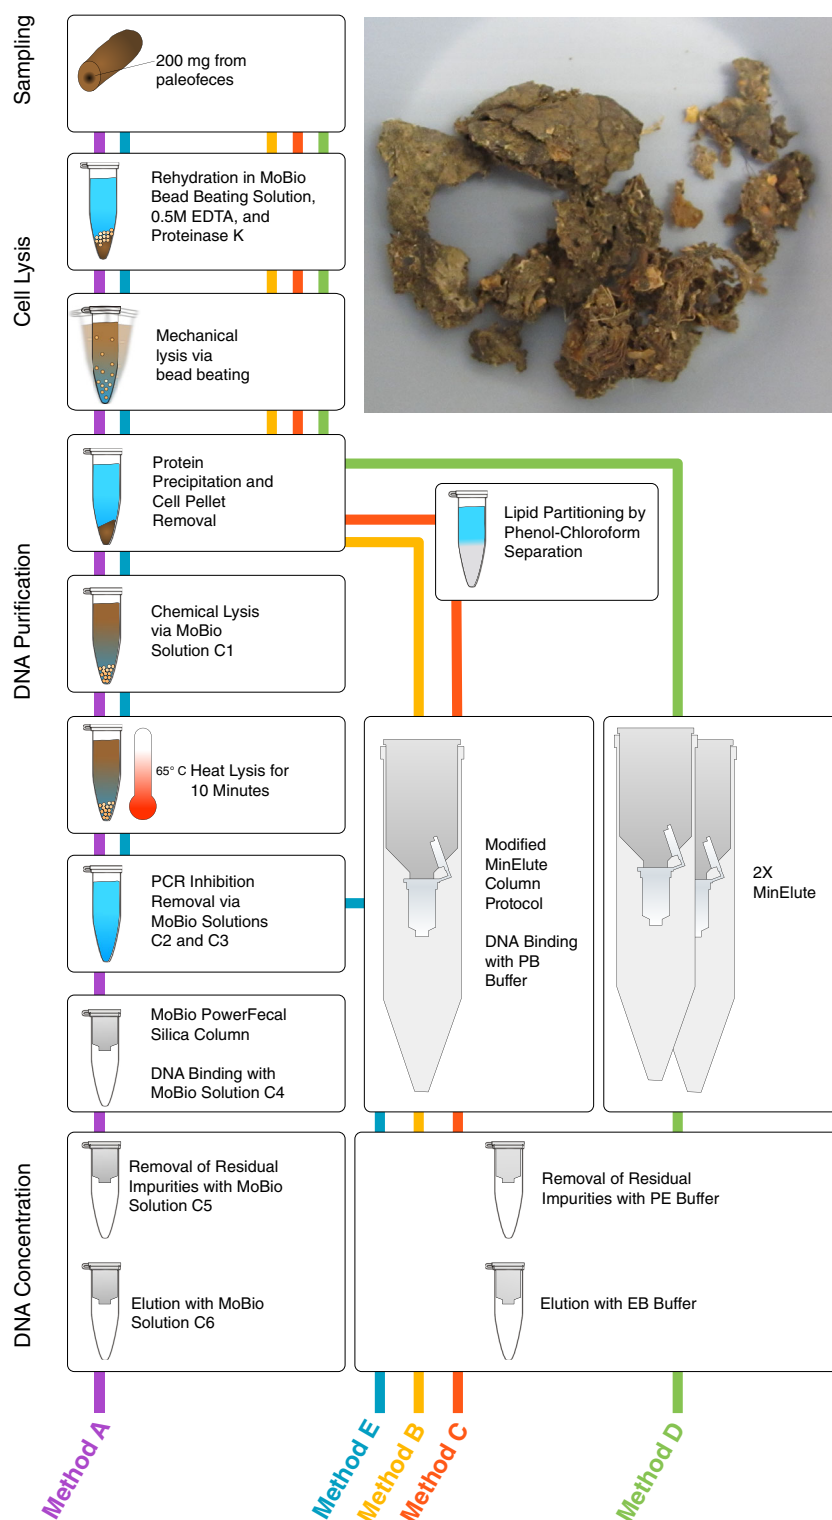 Sampling
200 mg from
paleofeces
Cell Lysis
Rehydration in MoBio
Bead Beating Solution,
0.5M EDTA, and
Proteinase K
Mechanical
lysis via
bead beating
DNA Purification
Protein
Precipitation and
Cell Pellet
Removal
Lipid Partitioning by
Phenol-Chloroform
Separation
Chemical Lysis
via MoBio
Solution C1
65° C Heat Lysis for
10 Minutes
PCR Inhibition
Removal via
MoBio Solutions
C2 and C3
MoBio PowerFecal
Silica Column
DNA Binding with
MoBio Solution C4
Modified
MinElute
Column
Protocol
DNA Binding
with PB
Buffer
2X
MinElute
DNA Concentration
Removal of Residual
Impurities with MoBio
Solution C5
Elution with MoBio
Solution C6
Removal of Residual
Impurities with PE Buffer
Elution with EB Buffer
Method A
Method E
Method B
Method C
Method D